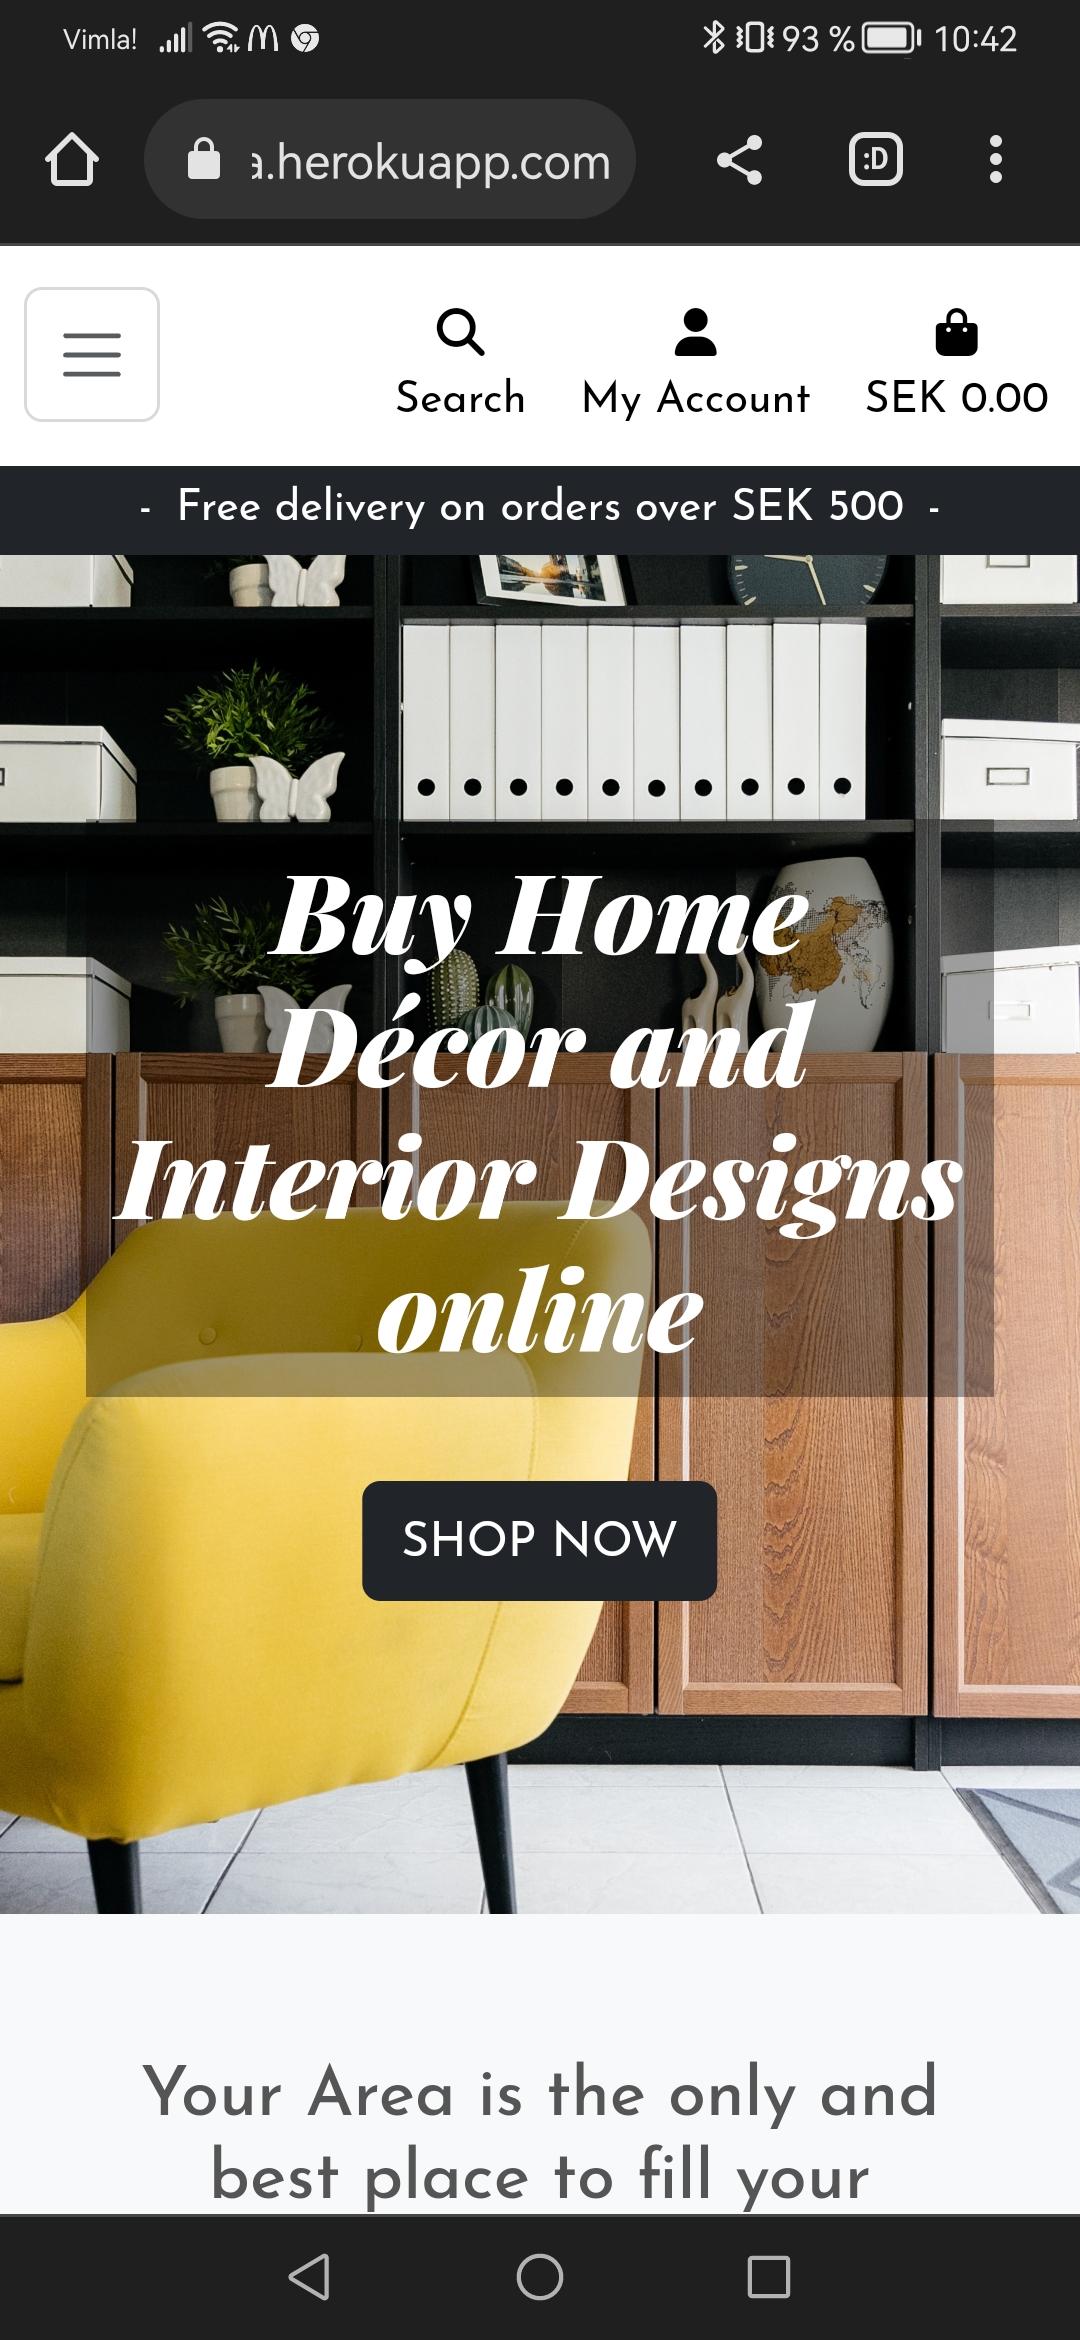 Vimla! 93 % 10:42
a.herokuapp.com :D
Search My Account SEK 0.00
- Free delivery on orders over SEK 500 -
Buy Home
Décor and
Interior Designs
online
SHOP NOW
Your Area is the only and
best place to fill your